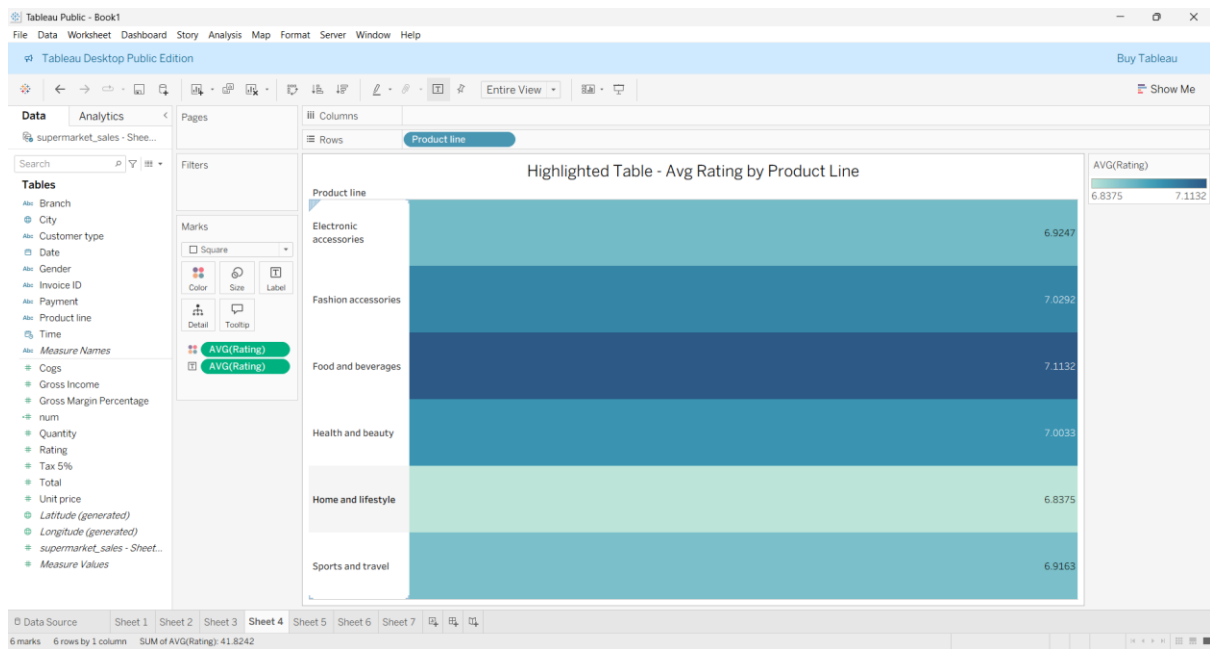 Tableau Public - Book1
File Data Worksheet Dashboard Story Analysis Map Format Server Window Help
Tableau Desktop Public Edition
Buy Tableau
Entire View
Show Me
Data Analytics
supermarket_sales - Shee...
Search
Tables
Abc Branch
City
Abc Customer type
Date
Abc Gender
Abc Invoice ID
Abc Payment
Abc Product line
Time
Abc Measure Names
# Cogs
# Gross Income
# Gross Margin Percentage
=# num
# Quantity
# Rating
# Tax 5%
# Total
# Unit price
Latitude (generated)
Longitude (generated)
# supermarket_sales - Sheet...
# Measure Values
Pages
Filters
Marks
Square
Color Size Label
Detail Tooltip
AVG(Rating)
AVG(Rating)
Columns
Rows Product line
Highlighted Table - Avg Rating by Product Line
Product line
Electronic
accessories
6.9247
Fashion accessories 7.0292
Food and beverages 7.1132
Health and beauty 7.0033
Home and lifestyle 6.8375
Sports and travel 6.9163
AVG(Rating)
6.8375 7.1132
Data Source Sheet 1 Sheet 2 Sheet 3 Sheet 4 Sheet 5 Sheet 6 Sheet 7
6 marks 6 rows by 1 column SUM of AVG(Rating): 41.8242